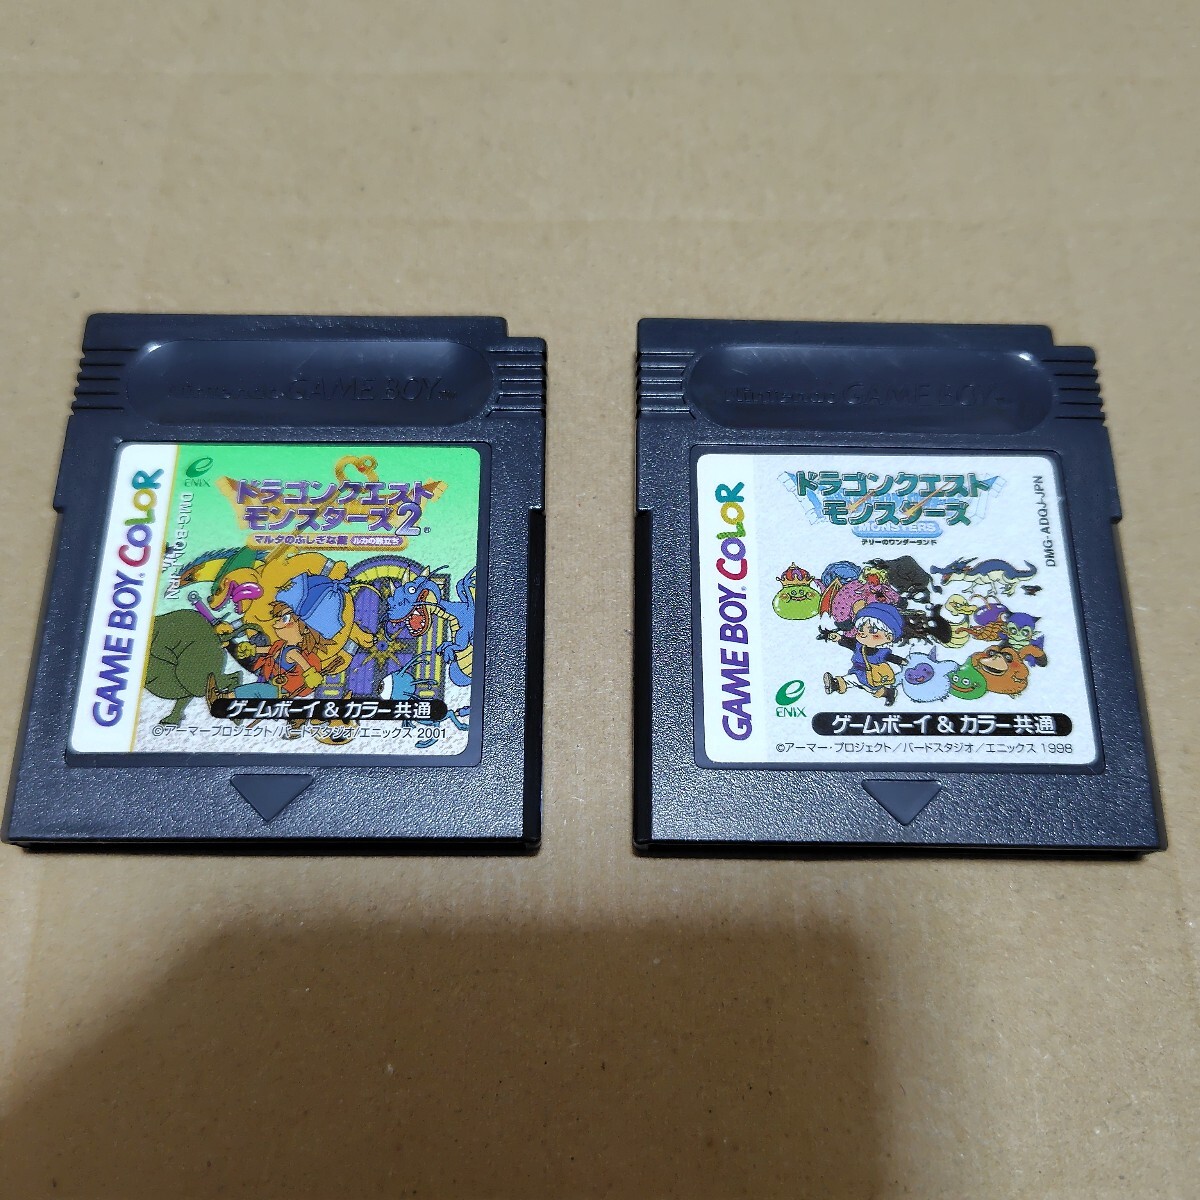 Nintendo GAME BOY
GAME BOY COLOR
ENIX
ドラゴンクエスト
モンスターズ2
マルタのふしぎな鍵 ルカの旅立ち
ゲームボーイ&カラー共通
©アーマープロジェクト/バードスタジオ/エニックス 2001
Nintendo GAME BOY
GAME BOY COLOR
ドラゴンクエスト
モンスターズ
MONSTERS
テリーのワンダーランド
DMG-ADQJ-JPN
ENIX
ゲームボーイ&カラー共通
©アーマー・プロジェクト/バードスタジオ/エニックス 1998